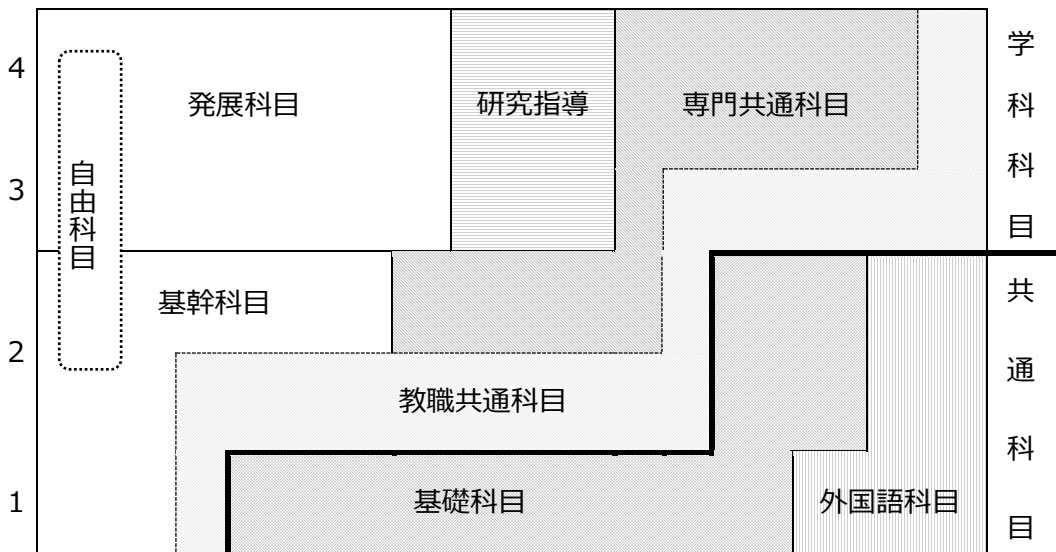 4
3
2
1
自由科目
発展科目
研究指導
専門共通科目
基幹科目
教職共通科目
基礎科目
外国語科目
学科科目
共通科目